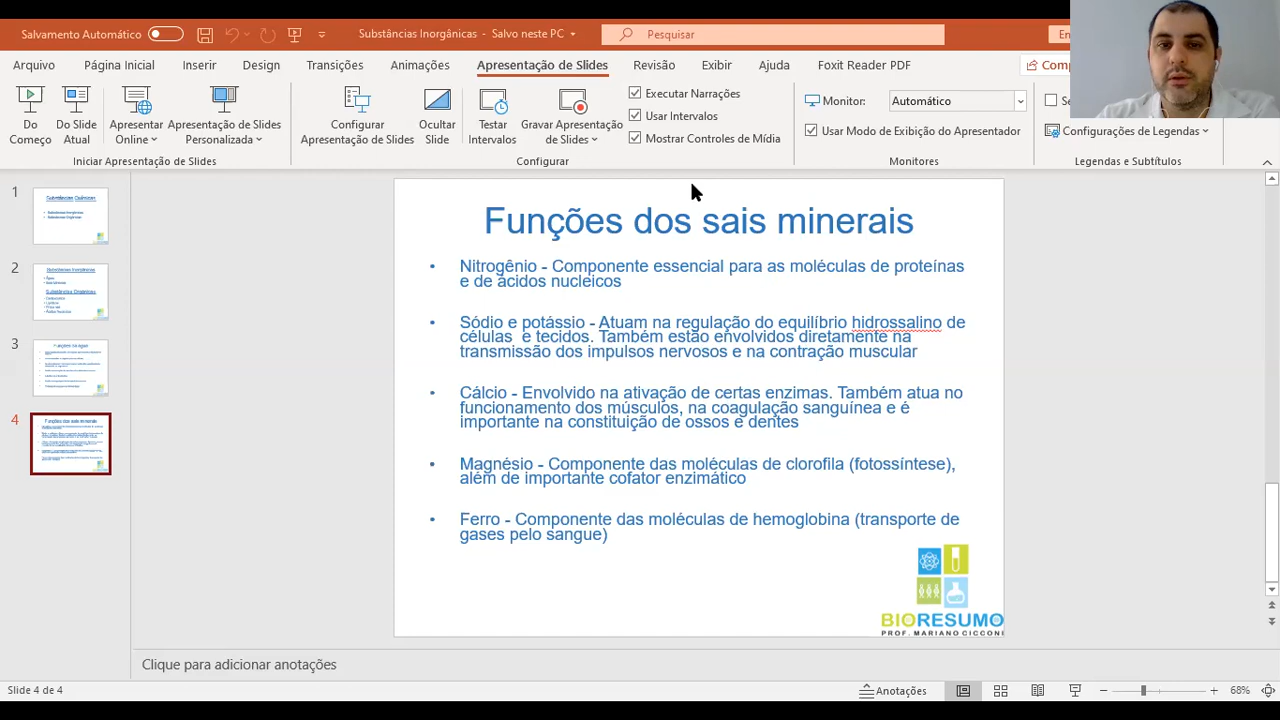 Salvamento Automático
Substâncias Inorgânicas - Salvo neste PC
Pesquisar
Arquivo Página Inicial Inserir Design Transições Animações Apresentação de Slides Revisão Exibir Ajuda Foxit Reader PDF
Do Começo
Do Slide Atual
Apresentar Online
Apresentação de Slides Personalizada
Iniciar Apresentação de Slides
Configurar Apresentação de Slides
Ocultar Slide
Testar Intervalos
Gravar Apresentação de Slides
Executar Narrações
Usar Intervalos
Mostrar Controles de Mídia
Configurar
Monitor: Automático
Usar Modo de Exibição do Apresentador
Monitores
Configurações de Legendas
Legendas e Subtítulos
1
2
3
4
Funções dos sais minerais
• Nitrogênio - Componente essencial para as moléculas de proteínas
e de ácidos nucleicos
• Sódio e potássio - Atuam na regulação do equilíbrio hidrossalino de
células e tecidos. Também estão envolvidos diretamente na
transmissão dos impulsos nervosos e na contração muscular
• Cálcio - Envolvido na ativação de certas enzimas. Também atua no
funcionamento dos músculos, na coagulação sanguínea e é
importante na constituição de ossos e dentes
• Magnésio - Componente das moléculas de clorofila (fotossíntese),
além de importante cofator enzimático
• Ferro - Componente das moléculas de hemoglobina (transporte de
gases pelo sangue)
BIORESUMO
PROF. MARIANO CICCONI
Clique para adicionar anotações
Slide 4 de 4
Anotações
68%